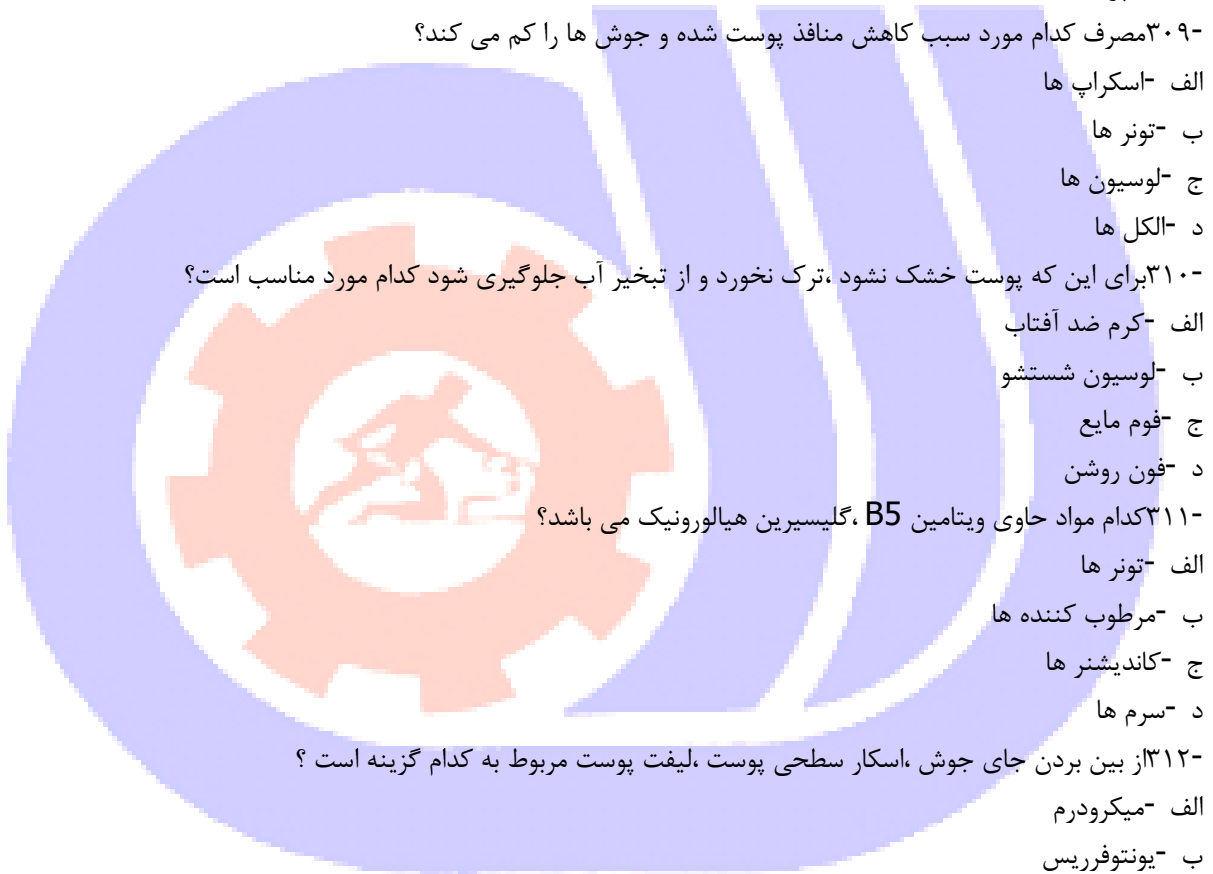 ۳۰۹-مصرف کدام مورد سبب کاهش منافذ پوست شده و جوش ها را کم می کند؟
الف -اسکراپ ها
ب -تونر ها
ج -لوسیون ها
د -الکل ها
۳۱۰-برای این که پوست خشک نشود ،ترک نخورد و از تبخیر آب جلوگیری شود کدام مورد مناسب است؟
الف -کرم ضد آفتاب
ب -لوسیون شستشو
ج -فوم مایع
د -فون روشن
۳۱۱-کدام مواد حاوی ویتامین B5 ،گلیسیرین هیالورونیک می باشد؟
الف -تونر ها
ب -مرطوب کننده ها
ج -کاندیشنر ها
د -سرم ها
۳۱۲-از بین بردن جای جوش ،اسکار سطحی پوست ،لیفت پوست مربوط به کدام گزینه است ؟
الف -میکرودرم
ب -یونتوفرریس